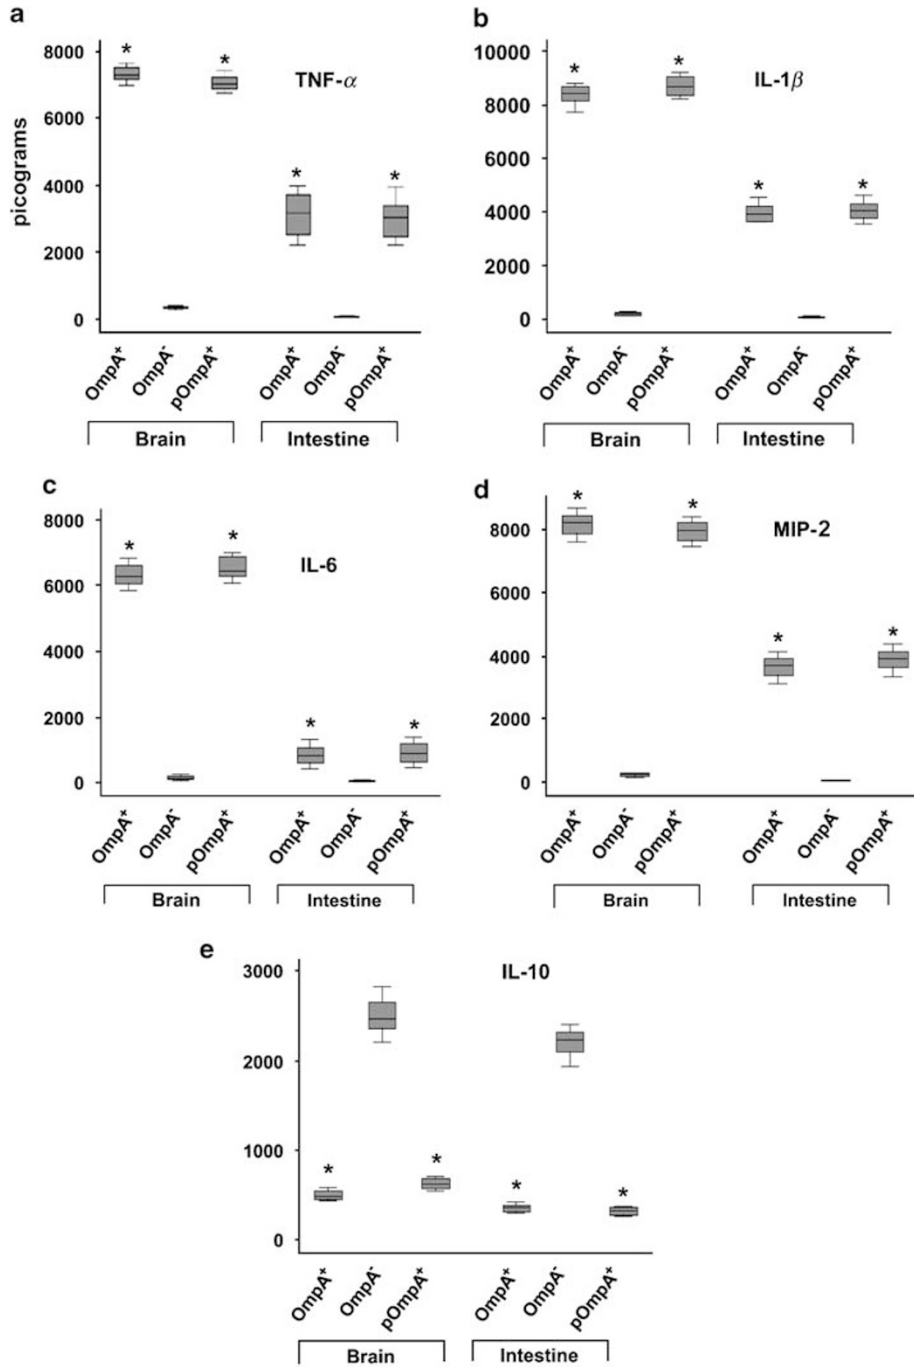 a
TNF-α
picograms
8000
6000
4000
2000
0
* * * *
OmpA⁺ OmpA⁻ pOmpA⁺ OmpA⁺ OmpA⁻ pOmpA⁺
Brain Intestine
b
IL-1β
10000
8000
6000
4000
2000
0
* * * *
OmpA⁺ OmpA⁻ pOmpA⁺ OmpA⁺ OmpA⁻ pOmpA⁺
Brain Intestine
c
IL-6
8000
6000
4000
2000
0
* * * *
OmpA⁺ OmpA⁻ pOmpA⁺ OmpA⁺ OmpA⁻ pOmpA⁺
Brain Intestine
d
MIP-2
8000
6000
4000
2000
0
* * * *
OmpA⁺ OmpA⁻ pOmpA⁺ OmpA⁺ OmpA⁻ pOmpA⁺
Brain Intestine
e
IL-10
3000
2000
1000
0
* * * *
OmpA⁺ OmpA⁻ pOmpA⁺ OmpA⁺ OmpA⁻ pOmpA⁺
Brain Intestine